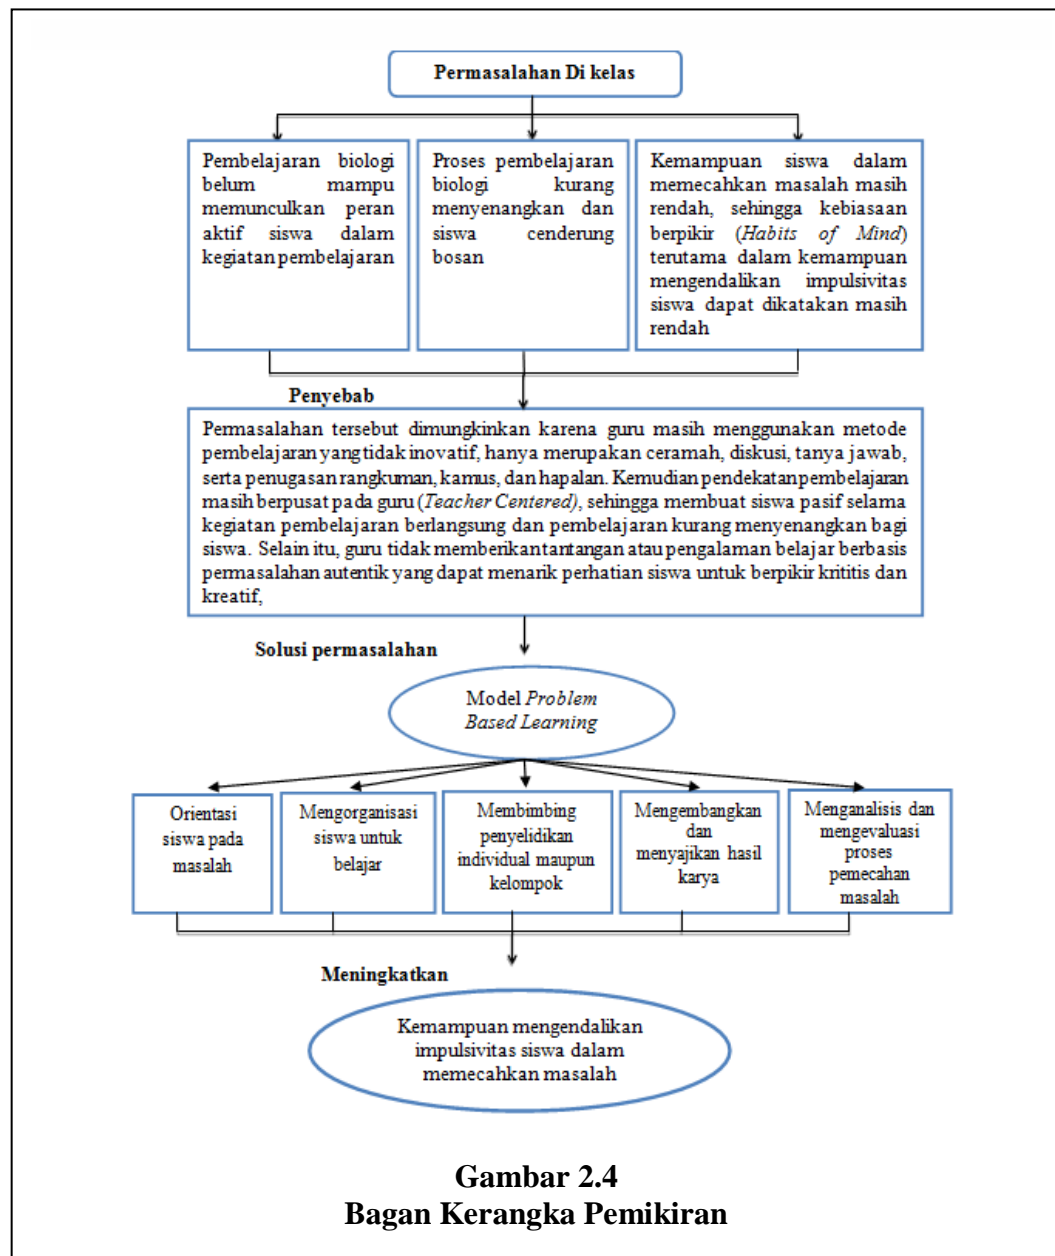 Permasalahan Di kelas
Pembelajaran biologi
belum mampu
memunculkan peran
aktif siswa dalam
kegiatan pembelajaran
Proses pembelajaran
biologi kurang
menyenangkan dan
siswa cenderung
bosan
Kemampuan siswa dalam
memecahkan masalah masih
rendah, sehingga kebiasaan
berpikir (Habits of Mind)
terutama dalam kemampuan
mengendalikan impulsivitas
siswa dapat dikatakan masih
rendah
Penyebab
Permasalahan tersebut dimungkinkan karena guru masih menggunakan metode
pembelajaran yang tidak inovatif, hanya merupakan ceramah, diskusi, tanya jawab,
serta penugasan rangkuman, kamus, dan hapalan. Kemudian pendekatan pembelajaran
masih berpusat pada guru (Teacher Centered), sehingga membuat siswa pasif selama
kegiatan pembelajaran berlangsung dan pembelajaran kurang menyenangkan bagi
siswa. Selain itu, guru tidak memberikan tantangan atau pengalaman belajar berbasis
permasalahan autentik yang dapat menarik perhatian siswa untuk berpikir krititis dan
kreatif,
Solusi permasalahan
Model Problem
Based Learning
Orientasi
siswa pada
masalah
Mengorganisasi
siswa untuk
belajar
Membimbing
penyelidikan
individual maupun
kelompok
Mengembangkan
dan
menyajikan hasil
karya
Menganalisis dan
mengevaluasi
proses
pemecahan
masalah
Meningkatkan
Kemampuan mengendalikan
impulsivitas siswa dalam
memecahkan masalah
Gambar 2.4
Bagan Kerangka Pemikiran